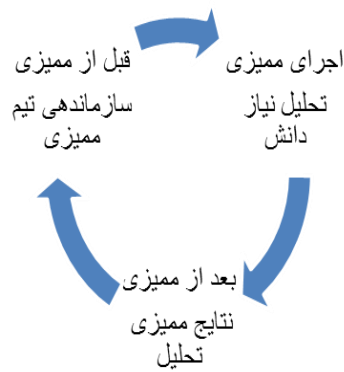 قبل از ممیزی
سازماندهی تیم
ممیزی
اجرای ممیزی
تحلیل نیاز
دانش
بعد از ممیزی
نتایج ممیزی
تحلیل